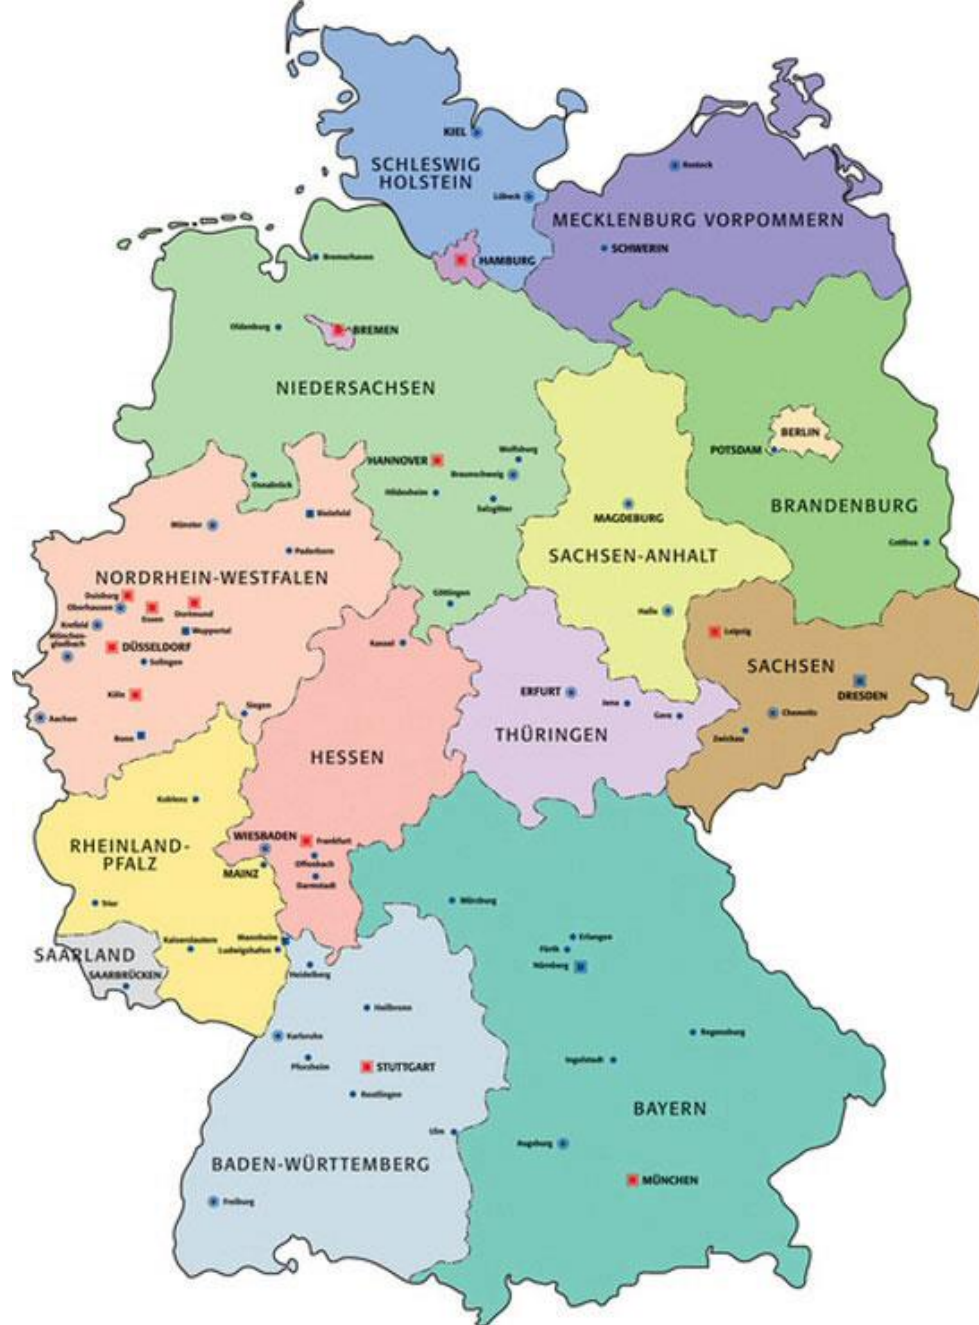 KIEL
SCHLESWIG
HOLSTEIN
Rostock
Lübeck
MECKLENBURG VORPOMMERN
SCHWERIN
HAMBURG
Bremerhaven
Oldenburg
BREMEN
NIEDERSACHSEN
BERLIN
POTSDAM
HANNOVER
Wolfsburg
Braunschweig
Osnabrück
Hildesheim
Salzgitter
BRANDENBURG
Bielefeld
MAGDEBURG
Münster
Cottbus
Paderborn
SACHSEN-ANHALT
NORDRHEIN-WESTFALEN
Göttingen
Duisburg
Oberhausen
Essen
Dortmund
Halle
Krefeld
Wuppertal
Leipzig
Mönchen-
gladbach
DÜSSELDORF
Kassel
Solingen
SACHSEN
Köln
ERFURT
DRESDEN
Jena
Siegen
Gera
Chemnitz
Aachen
THÜRINGEN
Bonn
Zwickau
HESSEN
Koblenz
WIESBADEN
Frankfurt
RHEINLAND-
PFALZ
Offenbach
MAINZ
Darmstadt
Trier
Würzburg
Kaiserslautern
Mannheim
Ludwigshafen
Erlangen
Fürth
Nürnberg
SAARLAND
SAARBRÜCKEN
Heidelberg
Heilbronn
Karlsruhe
Regensburg
Pforzheim
STUTTGART
Ingolstadt
Reutlingen
BAYERN
Ulm
Augsburg
BADEN-WÜRTTEMBERG
MÜNCHEN
Freiburg